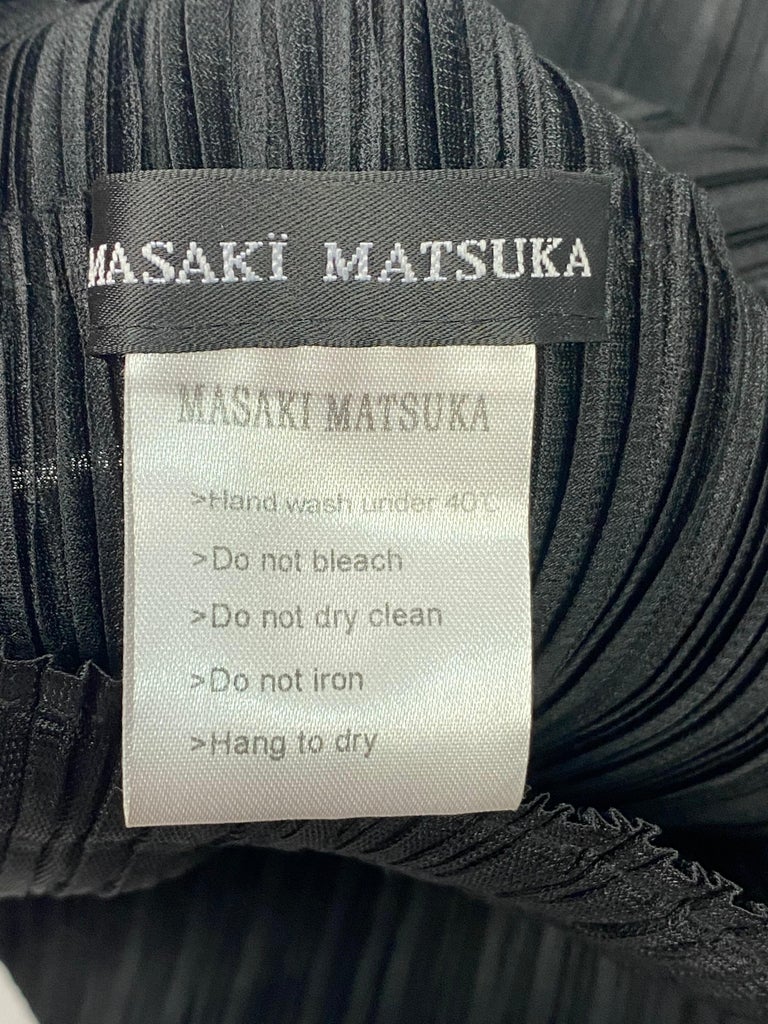 MASAKÏ MATSUKA
MASAKI MATSUKA
>Hand wash under 40℃
>Do not bleach
>Do not dry clean
>Do not iron
>Hang to dry